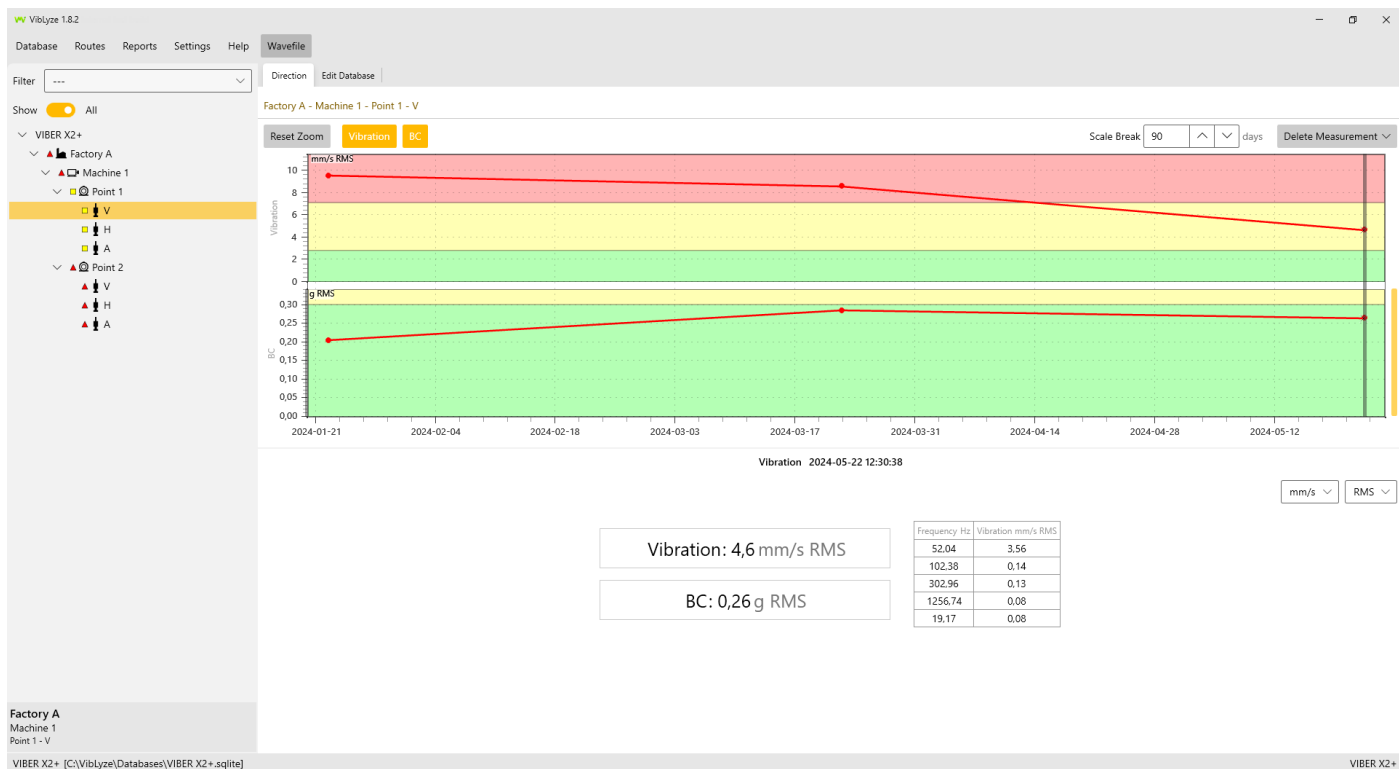 VibLyze 1.8.2
Database Routes Reports Settings Help Wavefile
Filter ---
Show All
VIBER X2+
Factory A
Machine 1
Point 1
V
H
A
Point 2
V
H
A
Factory A
Machine 1
Point 1 - V
Direction Edit Database
Factory A - Machine 1 - Point 1 - V
Reset Zoom Vibration BC Scale Break 90 days Delete Measurement
mm/s RMS
Vibration
10
8
6
4
2
0
g RMS
BC
0,30
0,25
0,20
0,15
0,10
0,05
0,00
2024-01-21 2024-02-04 2024-02-18 2024-03-03 2024-03-17 2024-03-31 2024-04-14 2024-04-28 2024-05-12
Vibration 2024-05-22 12:30:38
mm/s RMS
Vibration: 4,6 mm/s RMS
BC: 0,26 g RMS
Frequency Hz Vibration mm/s RMS
52,04 3,56
102,38 0,14
302,96 0,13
1256,74 0,08
19,17 0,08
VIBER X2+ [C:\VibLyze\Databases\VIBER X2+.sqlite] VIBER X2+